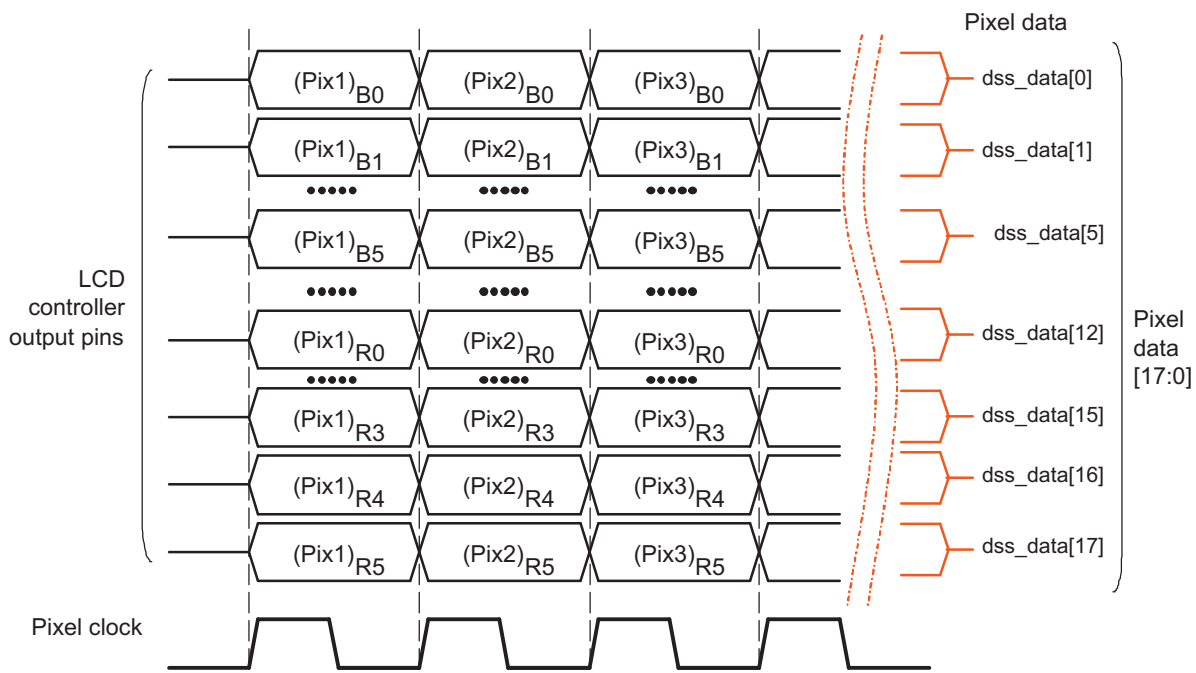 Pixel data
(Pix1)B0 (Pix2)B0 (Pix3)B0 dss_data[0]
(Pix1)B1 (Pix2)B1 (Pix3)B1 dss_data[1]
(Pix1)B5 (Pix2)B5 (Pix3)B5 dss_data[5]
LCD
controller
output pins
(Pix1)R0 (Pix2)R0 (Pix3)R0 dss_data[12]
Pixel
data
[17:0]
(Pix1)R3 (Pix2)R3 (Pix3)R3 dss_data[15]
(Pix1)R4 (Pix2)R4 (Pix3)R4 dss_data[16]
(Pix1)R5 (Pix2)R5 (Pix3)R5 dss_data[17]
Pixel clock